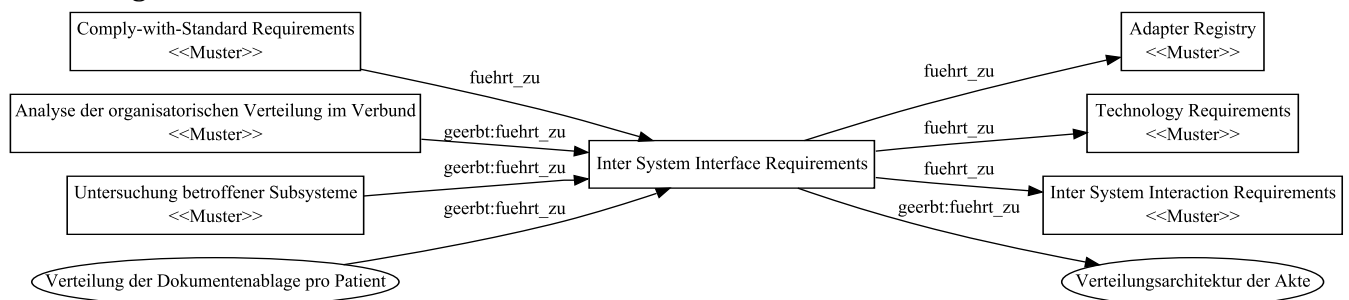 Comply-with-Standard Requirements
<<Muster>>
Analyse der organisatorischen Verteilung im Verbund
<<Muster>>
Untersuchung betroffener Subsysteme
<<Muster>>
Verteilung der Dokumentenablage pro Patient
fuehrt_zu
geerbt:fuehrt_zu
geerbt:fuehrt_zu
geerbt:fuehrt_zu
Inter System Interface Requirements
fuehrt_zu
fuehrt_zu
fuehrt_zu
geerbt:fuehrt_zu
Adapter Registry
<<Muster>>
Technology Requirements
<<Muster>>
Inter System Interaction Requirements
<<Muster>>
Verteilungsarchitektur der Akte